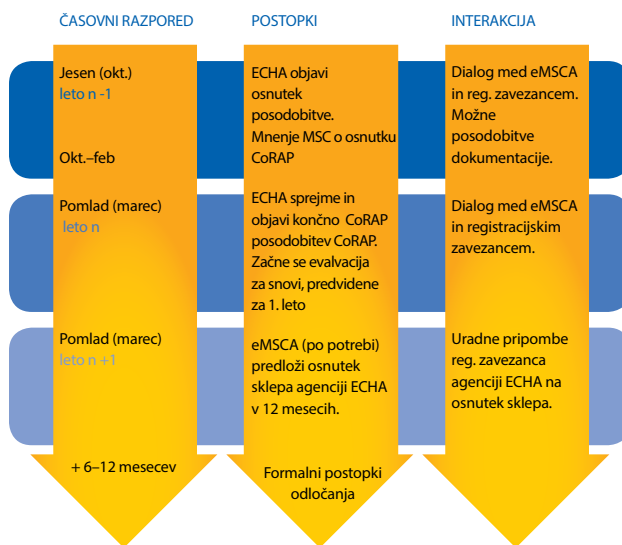 ČASOVNI RAZPORED
POSTOPKI
INTERAKCIJA
Jesen (okt.)
leto n -1
Okt.–feb
ECHA objavi
osnutek
posodobitve.
Mnenje MSC o osnutku
CoRAP
Dialog med eMSCA
in reg. zavezancem.
Možne
posodobitve
dokumentacije.
Pomlad (marec)
leto n
ECHA sprejme in
objavi končno CoRAP
posodobitev CoRAP.
Začne se evalvacija
za snovi, predvidene
za 1. leto
Dialog med eMSCA
in registracijskim
zavezancem.
Pomlad (marec)
leto n +1
eMSCA (po potrebi)
predloži osnutek
sklepa agenciji ECHA
v 12 mesecih.
Uradne pripombe
reg. zavezanca
agenciji ECHA na
osnutek sklepa.
+ 6–12 mesecev
Formalni postopki
odločanja